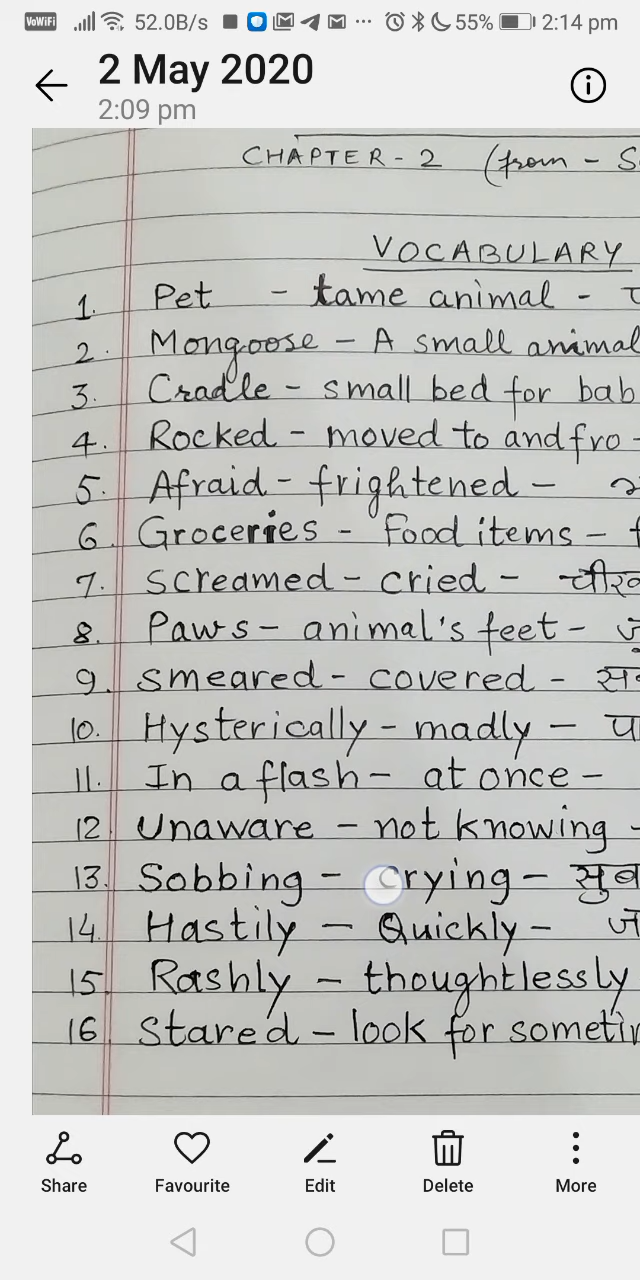 VoWiFi 52.0B/s 55% 2:14 pm
2 May 2020
2:09 pm
CHAPTER - 2 (from -
VOCABULARY
1. Pet - tame animal -
2. Mongoose - A small animal
3. Cradle - small bed for bab
4. Rocked - moved to and fro -
5. Afraid - frightened -
6. Groceries - Food items -
7. Screamed - cried - चीख
8. Paws - animal's feet -
9. Smeared - covered -
10. Hysterically - madly - पा
11. In a flash - at once -
12 Unaware - not knowing -
13. Sobbing - crying - सुब
14. Hastily - Quickly -
15 Rashly - thoughtlessly
16 Stared - look for
Share Favourite Edit Delete More